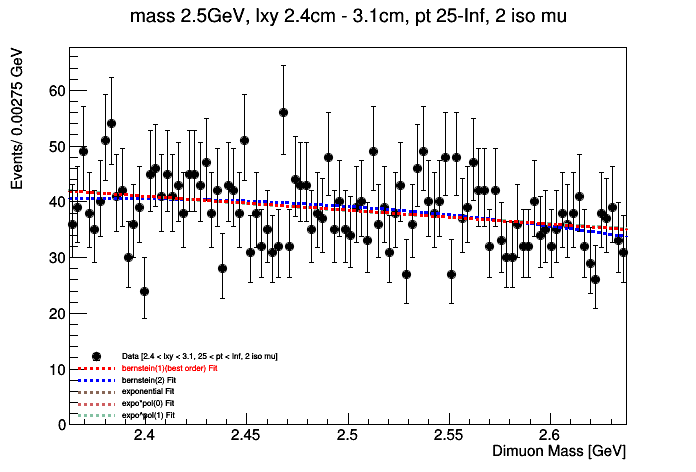 mass 2.5GeV, lxy 2.4cm - 3.1cm, pt 25-Inf, 2 iso mu
Events/ 0.00275 GeV
60
50
40
30
20
10
0
Data [2.4 < lxy < 3.1, 25 < pt < Inf, 2 iso mu]
bernstein(1)(best order) Fit
bernstein(2) Fit
exponential Fit
expo*pol(0) Fit
expo*pol(1) Fit
2.4 2.45 2.5 2.55 2.6
Dimuon Mass [GeV]